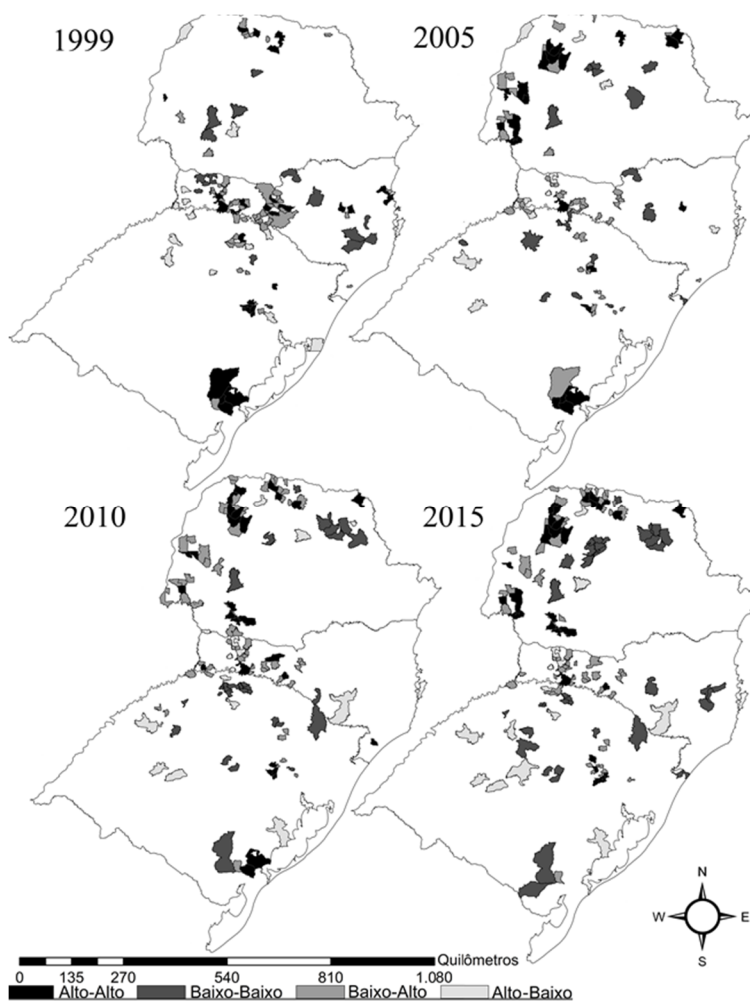 1999
2005
2010
2015
N
W E
S
Quilômetros
0 135 270 540 810 1.080
Alto-Alto Baixo-Baixo Baixo-Alto Alto-Baixo